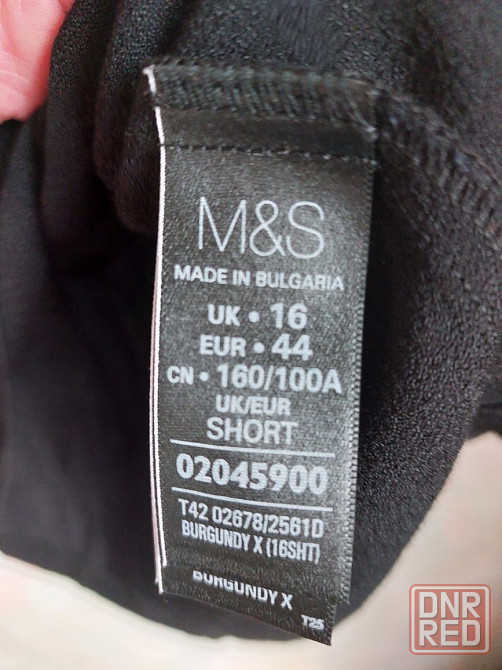 M&S
MADE IN BULGARIA
UK • 16
EUR • 44
CN • 160/100A
UK/EUR
SHORT
02045900
T42 02678/2561D
BURGUNDY X (16SHT)
BURGUNDY X
T25
DNR
RED